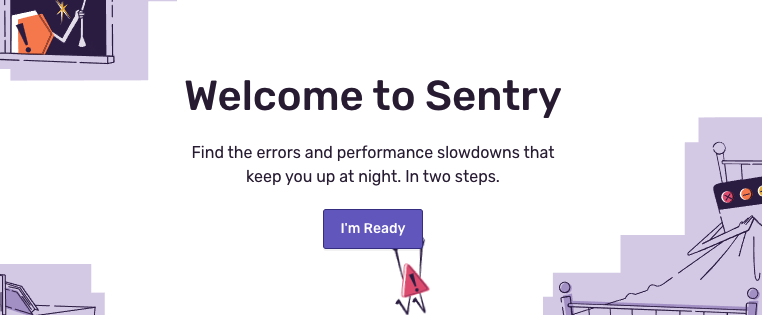 Welcome to Sentry
Find the errors and performance slowdowns that
keep you up at night. In two steps.
I'm Ready